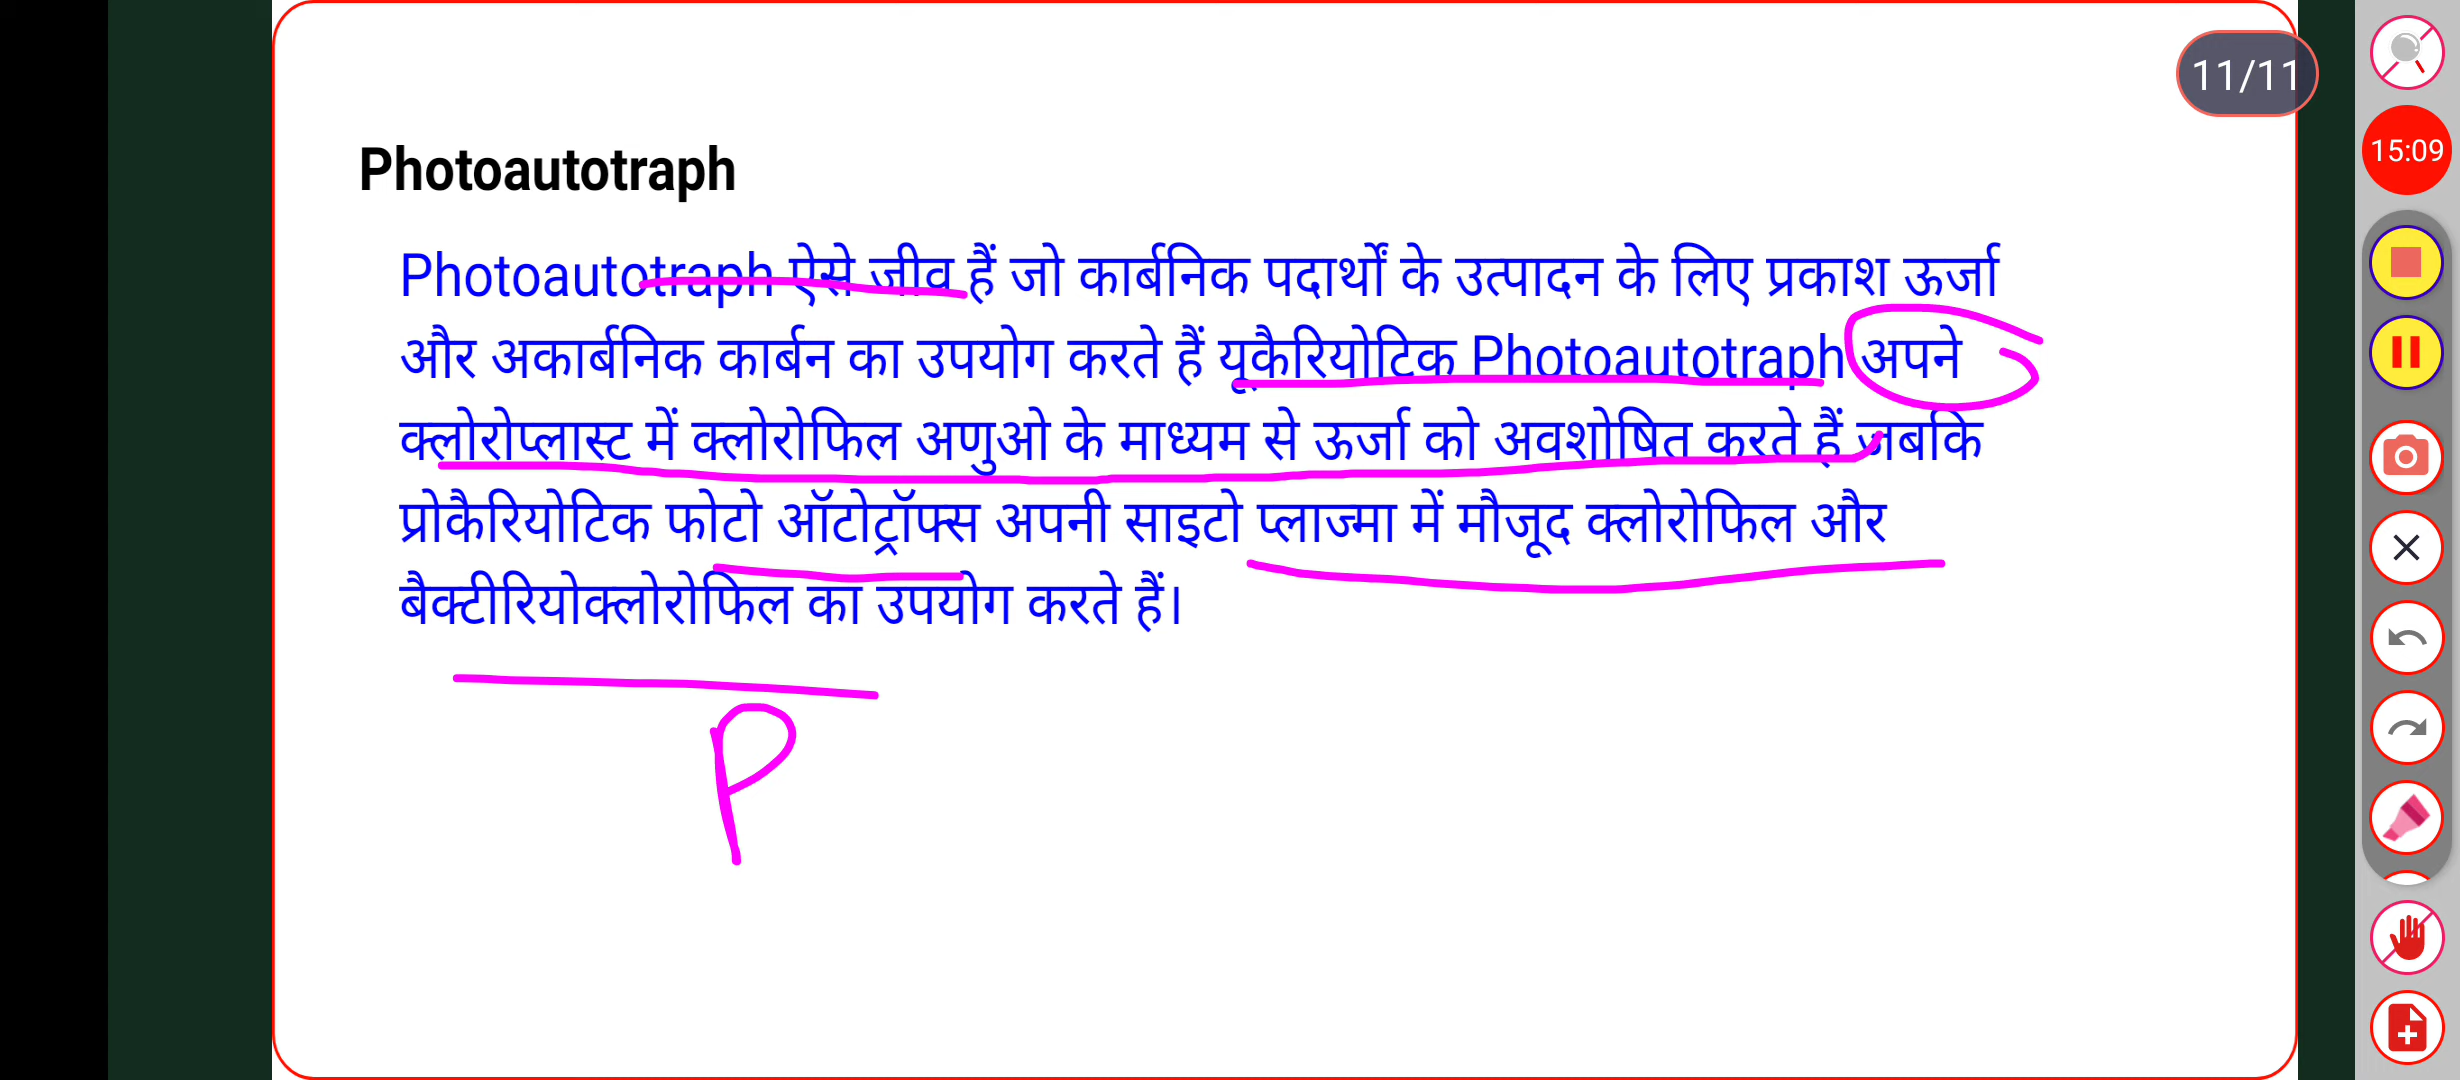 11/11
15:09
Photoautotraph
Photoautotraph ऐसे जीव हैं जो कार्बनिक पदार्थों के उत्पादन के लिए प्रकाश ऊर्जा
और अकार्बनिक कार्बन का उपयोग करते हैं यूकैरियोटिक Photoautotraph अपने
क्लोरोप्लास्ट में क्लोरोफिल अणुओ के माध्यम से ऊर्जा को अवशोषित करते हैं जबकि
प्रोकैरियोटिक फोटो ऑटोट्रॉफ्स अपनी साइटो प्लाज्मा में मौजूद क्लोरोफिल और
बैक्टीरियोक्लोरोफिल का उपयोग करते हैं।
P